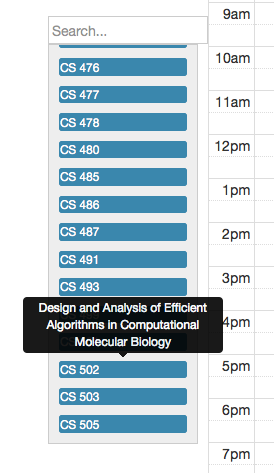 Search...
CS 476
CS 477
CS 478
CS 480
CS 485
CS 486
CS 487
CS 491
CS 493
Design and Analysis of Efficient
Algorithms in Computational
Molecular Biology
CS 502
CS 503
CS 505
9am
10am
11am
12pm
1pm
2pm
3pm
4pm
5pm
6pm
7pm